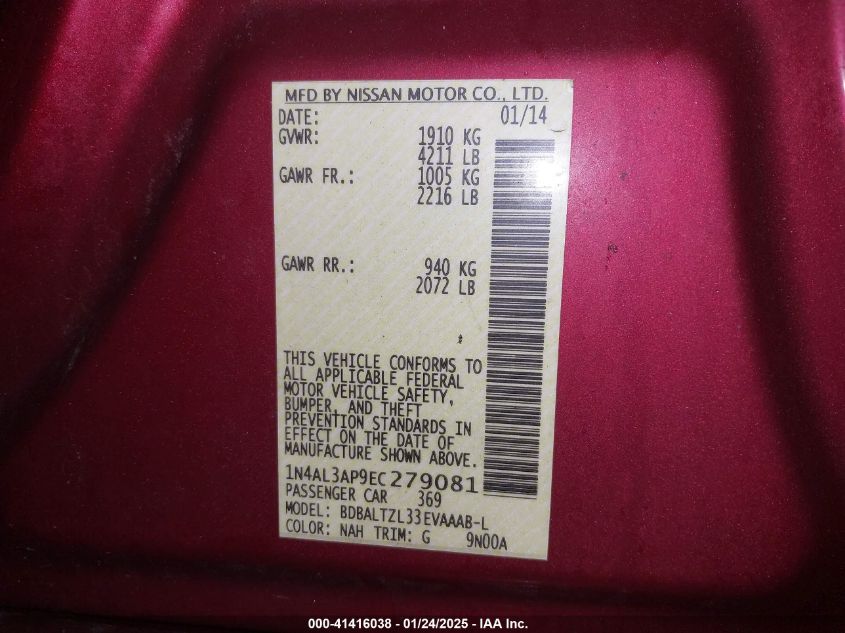 MFD BY NISSAN MOTOR CO., LTD.
DATE: 01/14
GVWR: 1910 KG
4211 LB
GAWR FR.: 1005 KG
2216 LB
GAWR RR.: 940 KG
2072 LB
THIS VEHICLE CONFORMS TO
ALL APPLICABLE FEDERAL
MOTOR VEHICLE SAFETY,
BUMPER, AND THEFT
PREVENTION STANDARDS IN
EFFECT ON THE DATE OF
MANUFACTURE SHOWN ABOVE.
1N4AL3AP9EC279081
PASSENGER CAR 369
MODEL: BDBALTZL33EVAAAB-L
COLOR: NAH TRIM: G 9N00A
000-41416038 - 01/24/2025 - IAA Inc.